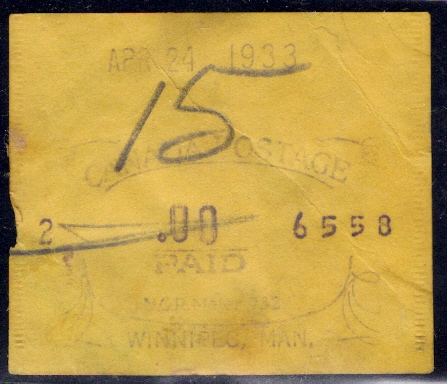 APR 24 1933
15
CANADA POSTAGE
2 .00 6558
PAID
WINNIPEG, MAN.